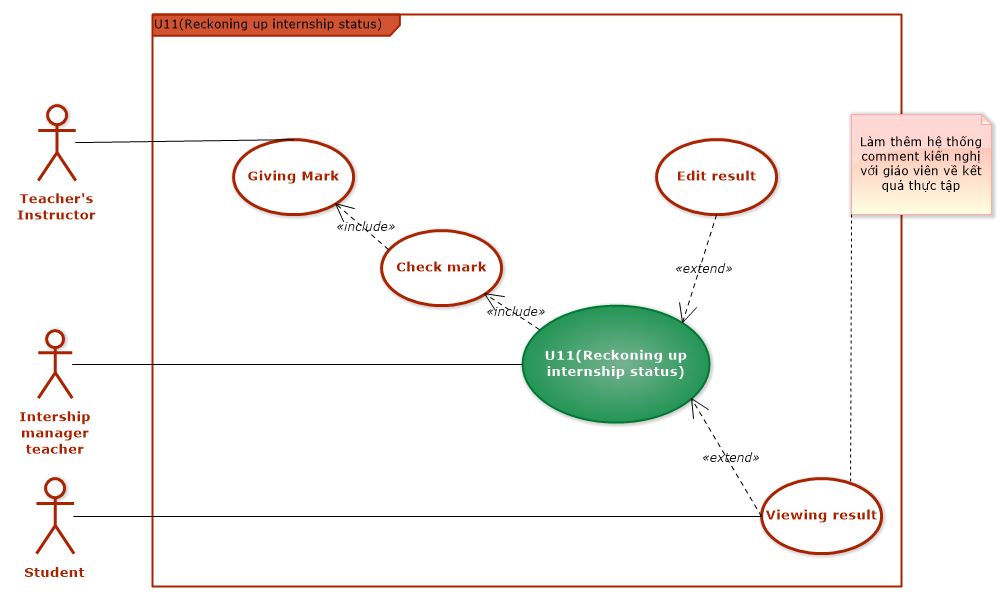 U11(Reckoning up internship status)
Teacher's
Instructor
Giving Mark
Edit result
Làm thêm hệ thống
comment kiến nghị
với giáo viên về kết
quả thực tập
«include»
Check mark
«extend»
«include»
U11(Reckoning up
internship status)
Intership
manager
teacher
«extend»
Viewing result
Student